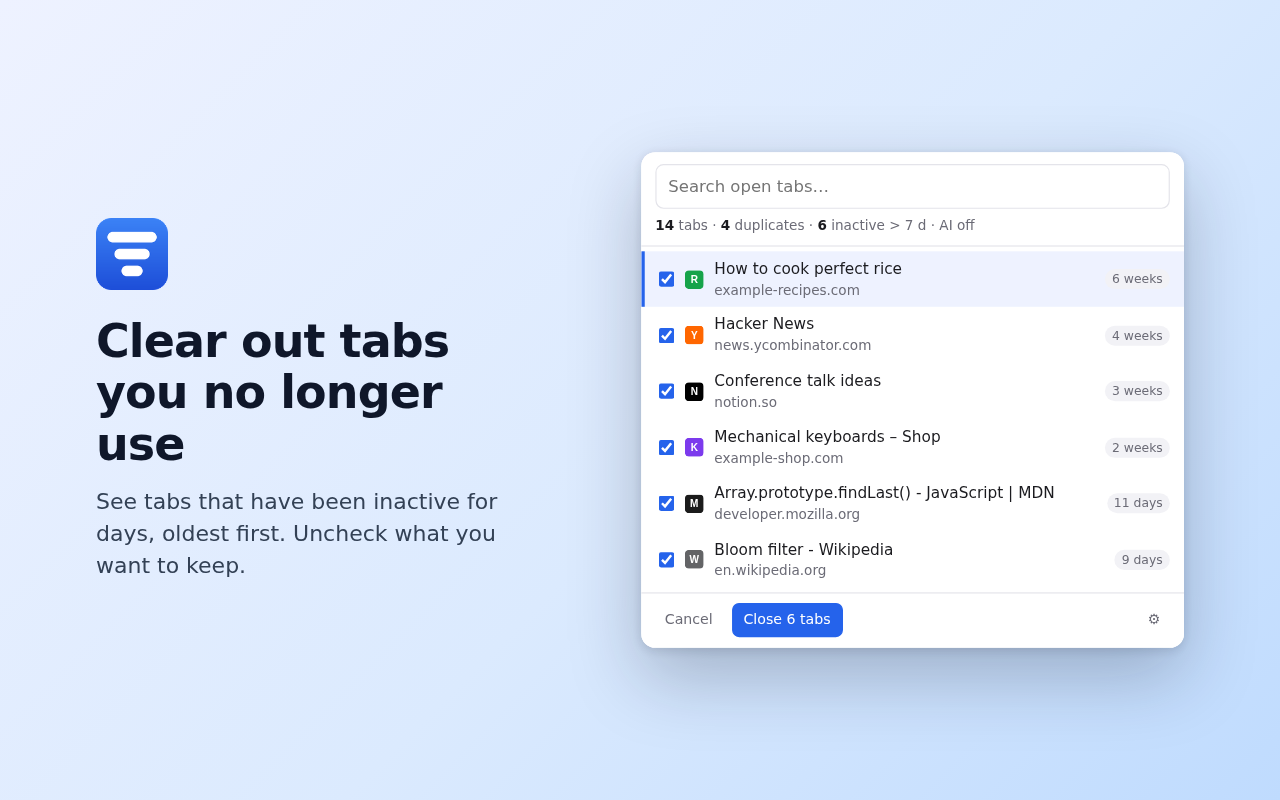 Clear out tabs
you no longer
use
See tabs that have been inactive for
days, oldest first. Uncheck what you
want to keep.
Search open tabs…
14 tabs · 4 duplicates · 6 inactive > 7 d · AI off
R
How to cook perfect rice
example-recipes.com
6 weeks
Y
Hacker News
news.ycombinator.com
4 weeks
N
Conference talk ideas
notion.so
3 weeks
K
Mechanical keyboards – Shop
example-shop.com
2 weeks
M
Array.prototype.findLast() - JavaScript | MDN
developer.mozilla.org
11 days
W
Bloom filter - Wikipedia
en.wikipedia.org
9 days
Cancel
Close 6 tabs